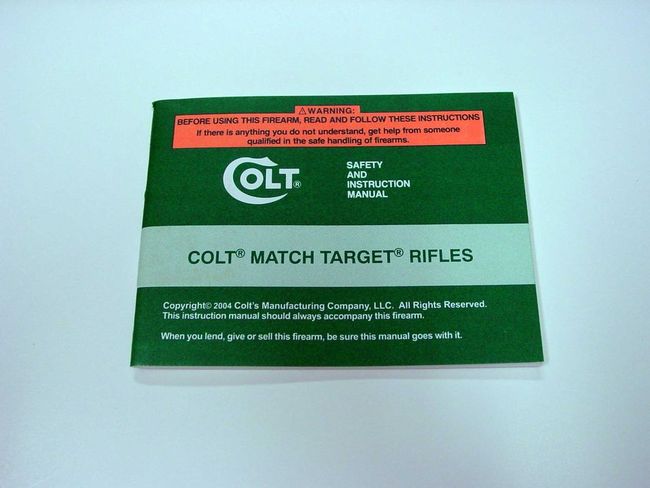 ⚠WARNING:
BEFORE USING THIS FIREARM, READ AND FOLLOW THESE INSTRUCTIONS
If there is anything you do not understand, get help from someone
qualified in the safe handling of firearms.
COLT®
SAFETY
AND
INSTRUCTION
MANUAL
COLT® MATCH TARGET® RIFLES
Copyright© 2004 Colt's Manufacturing Company, LLC. All Rights Reserved.
This instruction manual should always accompany this firearm.
When you lend, give or sell this firearm, be sure this manual goes with it.